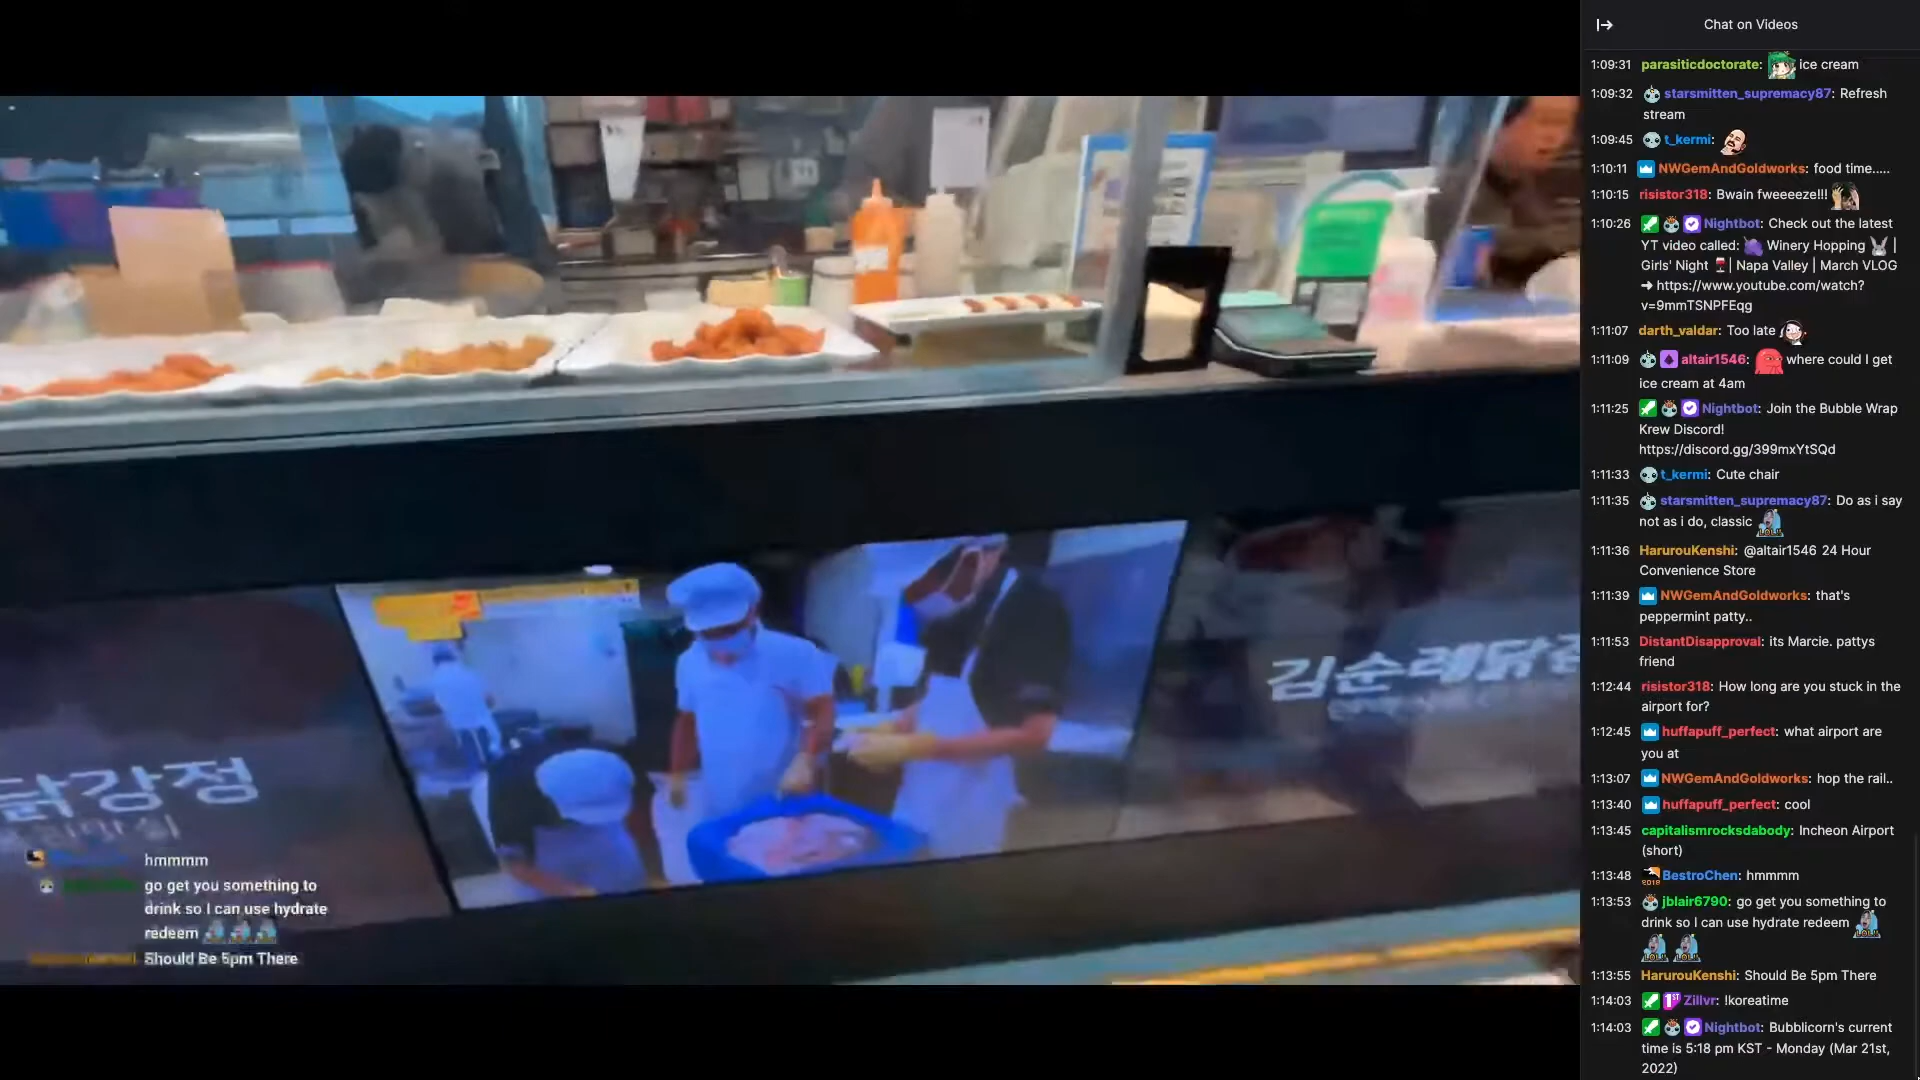 김순례닭강
닭강정
hmmmm
go get you something to
drink so I can use hydrate
redeem
Should Be 5pm There
Chat on Videos
1:09:31 parasiticdoctorate: ice cream
1:09:32 starsmitten_supremacy87: Refresh
stream
1:09:45 t_kermi:
1:10:11 NWGemAndGoldworks: food time.....
1:10:15 risistor318: Bwain fweeeeze!!!
1:10:26 Nightbot: Check out the latest
YT video called: 🍇 Winery Hopping 🐰 |
Girls' Night 🍷 | Napa Valley | March VLOG
➜ https://www.youtube.com/watch?
v=9mmTSNPFEqg
1:11:07 darth_valdar: Too late
1:11:09 altair1546: where could I get
ice cream at 4am
1:11:25 Nightbot: Join the Bubble Wrap
Krew Discord!
https://discord.gg/399mxYtSQd
1:11:33 t_kermi: Cute chair
1:11:35 starsmitten_supremacy87: Do as i say
not as i do, classic
1:11:36 HarurouKenshi: @altair1546 24 Hour
Convenience Store
1:11:39 NWGemAndGoldworks: that's
peppermint patty..
1:11:53 DistantDisapproval: its Marcie. pattys
friend
1:12:44 risistor318: How long are you stuck in the
airport for?
1:12:45 huffapuff_perfect: what airport are
you at
1:13:07 NWGemAndGoldworks: hop the rail..
1:13:40 huffapuff_perfect: cool
1:13:45 capitalismrocksdabody: Incheon Airport
(short)
1:13:48 BestroChen: hmmmm
1:13:53 jblair6790: go get you something to
drink so I can use hydrate redeem
1:13:55 HarurouKenshi: Should Be 5pm There
1:14:03 Zillvr: !koreatime
1:14:03 Nightbot: Bubblicorn's current
time is 5:18 pm KST - Monday (Mar 21st,
2022)